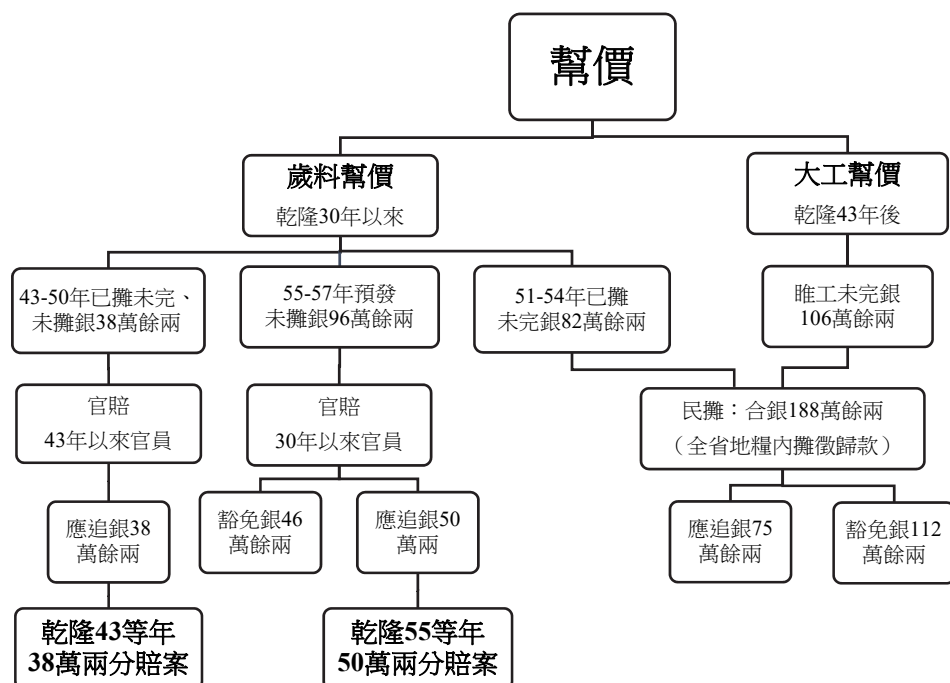 幫價
歲料幫價
乾隆30年以來
大工幫價
乾隆43年後
43-50年已攤未完、
未攤銀38萬餘兩
55-57年預發
未攤銀96萬餘兩
51-54年已攤
未完銀82萬餘兩
睢工未完銀
106萬餘兩
官賠
43年以來官員
官賠
30年以來官員
民攤：合銀188萬餘兩
（全省地糧內攤徵歸款）
應追銀38
萬餘兩
豁免銀46
萬餘兩
應追銀50
萬兩
應追銀75
萬餘兩
豁免銀112
萬餘兩
乾隆43等年
38萬兩分賠案
乾隆55等年
50萬兩分賠案